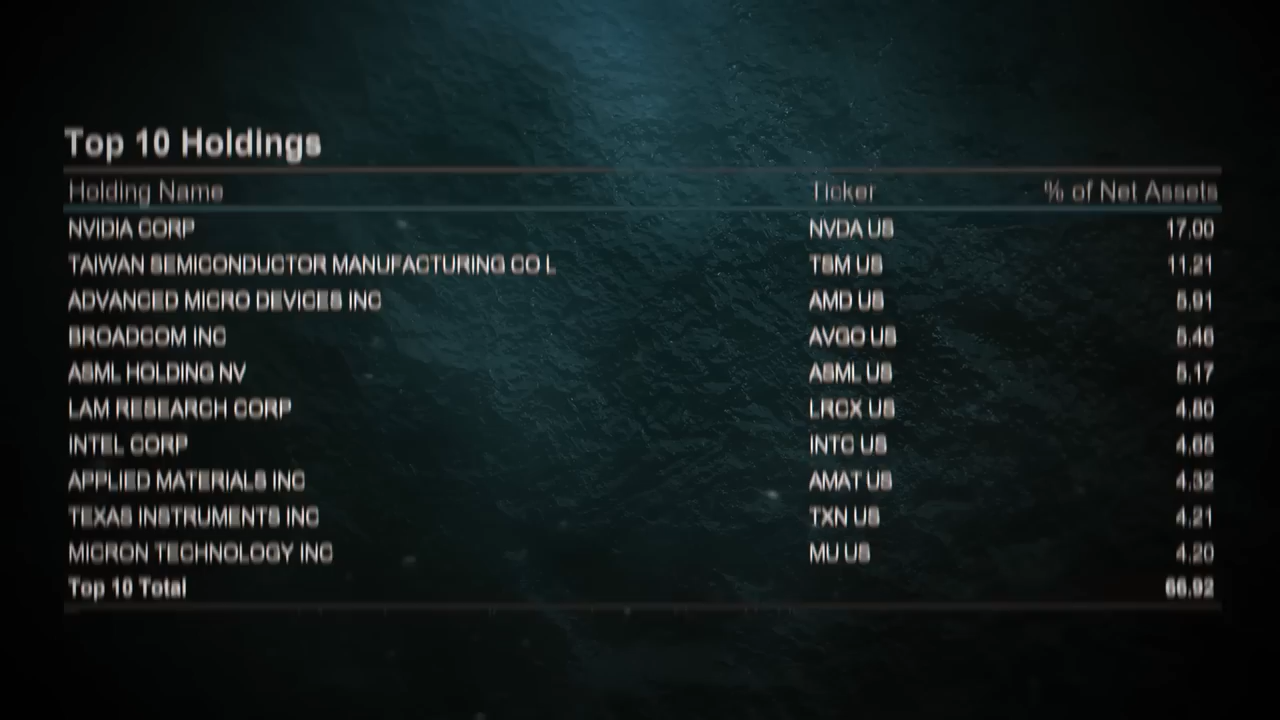 Top 10 Holdings
Holding Name Ticker % of Net Assets
NVIDIA CORP NVDA US 17.00
TAIWAN SEMICONDUCTOR MANUFACTURING CO L TSM US 11.21
ADVANCED MICRO DEVICES INC AMD US 5.91
BROADCOM INC AVGO US 5.46
ASML HOLDING NV ASML US 5.17
LAM RESEARCH CORP LRCX US 4.80
INTEL CORP INTC US 4.65
APPLIED MATERIALS INC AMAT US 4.32
TEXAS INSTRUMENTS INC TXN US 4.21
MICRON TECHNOLOGY INC MU US 4.20
Top 10 Total 66.92